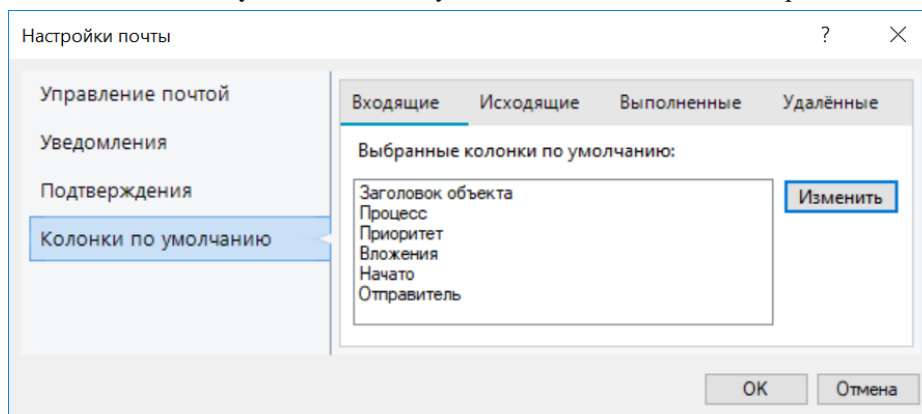 Настройки почты ? ×
Управление почтой
Уведомления
Подтверждения
Колонки по умолчанию
Входящие Исходящие Выполненные Удалённые
Выбранные колонки по умолчанию:
Заголовок объекта
Процесс
Приоритет
Вложения
Начато
Отправитель
Изменить
OK Отмена